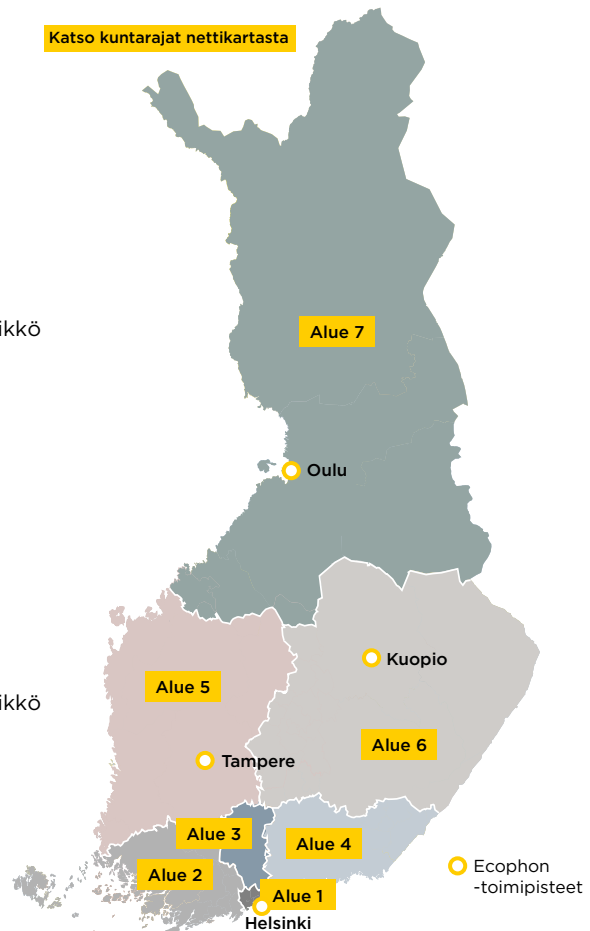 Katso kuntarajat nettikartasta
ikkö
Alue 7
Oulu
Kuopio
Alue 5
ikkö
Alue 6
Tampere
Alue 3
Alue 4
Alue 2
Ecophon
-toimipisteet
Alue 1
Helsinki